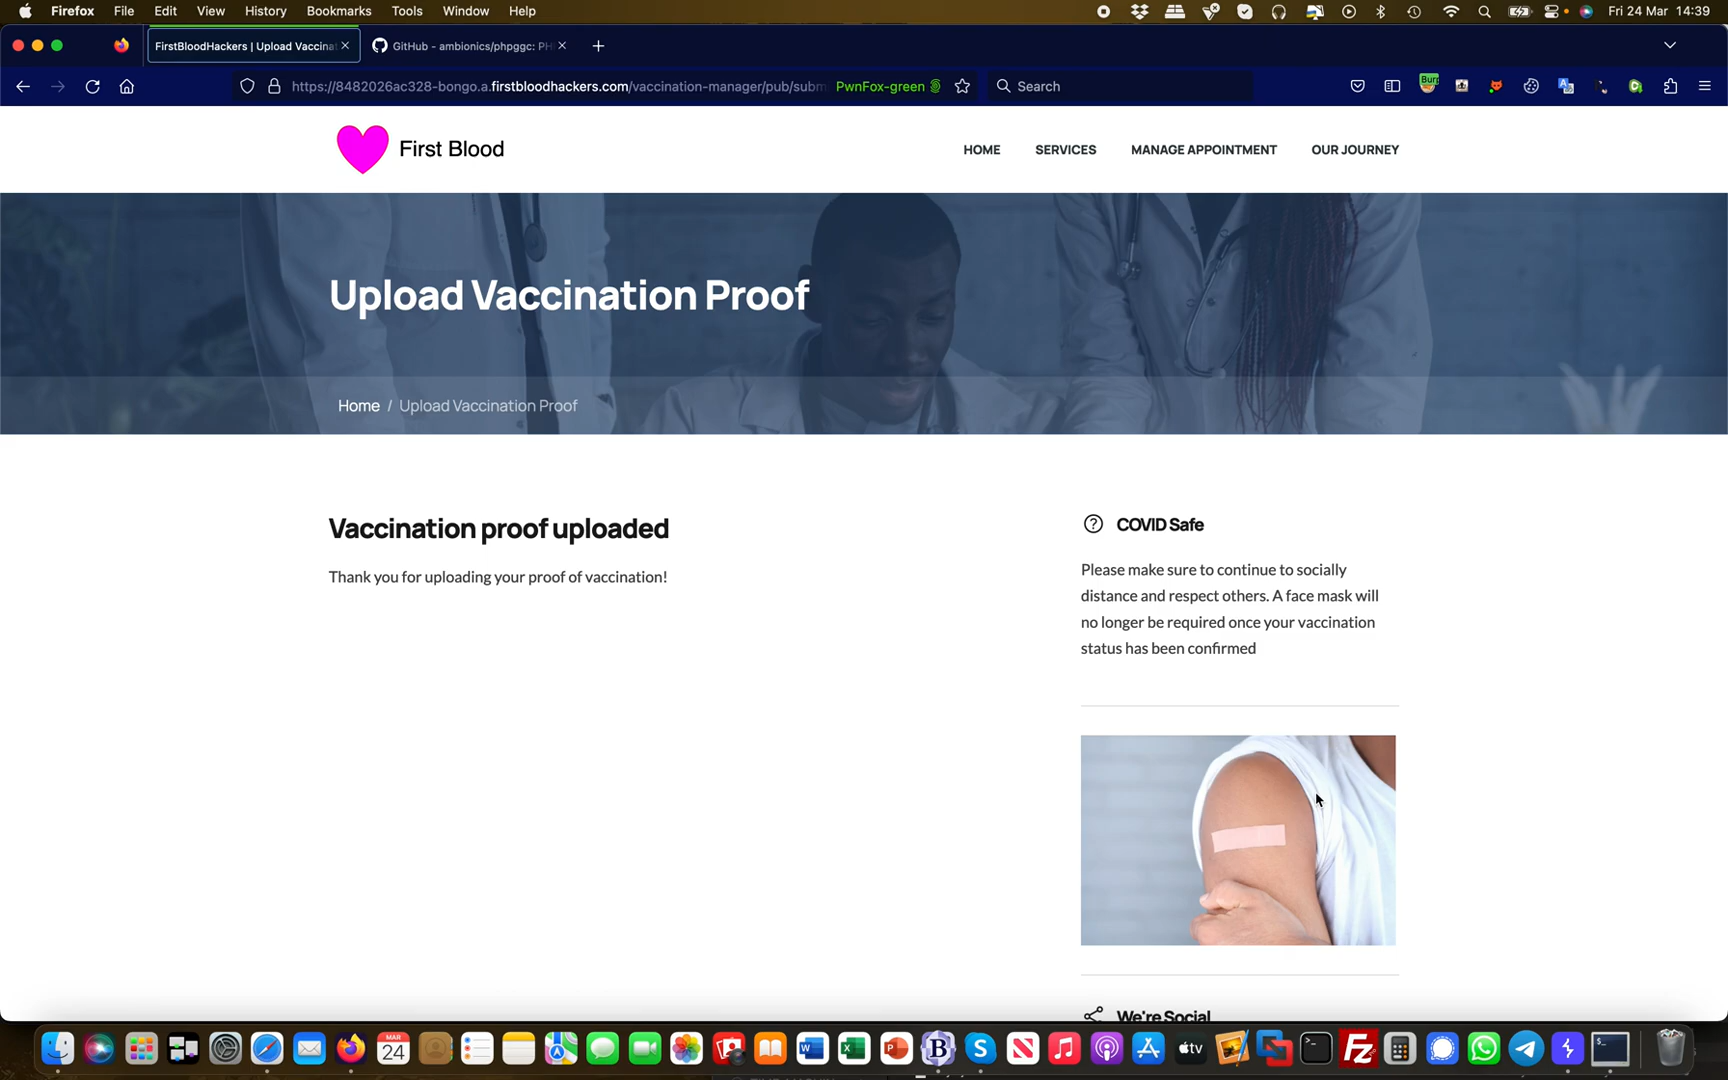 Firefox File Edit View History Bookmarks Tools Window Help Fri 24 Mar 14:39
FirstBloodHackers | Upload Vaccina
GitHub - ambionics/phpggc: PH
https://8482026ac328-bongo.a.firstbloodhackers.com/vaccination-manager/pub/subm PwnFox-green Search
Burp
First Blood
HOME SERVICES MANAGE APPOINTMENT OUR JOURNEY
Upload Vaccination Proof
Home / Upload Vaccination Proof
Vaccination proof uploaded
Thank you for uploading your proof of vaccination!
COVID Safe
Please make sure to continue to socially
distance and respect others. A face mask will
no longer be required once your vaccination
status has been confirmed
We're Social
MAR
24
tv